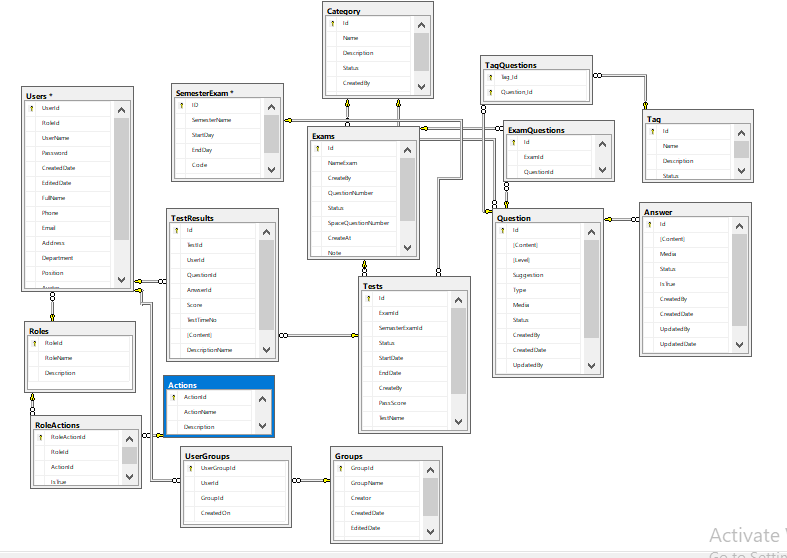 Category
Id
Name
Description
Status
CreatedBy
TagQuestions
Tag_Id
Question_Id
Users *
UserId
RoleId
UserName
Password
CreatedDate
EditedDate
FullName
Phone
Email
Address
Department
Position
SemesterExam *
ID
SemesterName
StartDay
EndDay
Code
Exams
Id
NameExam
CreateBy
QuestionNumber
Status
SpaceQuestionNumber
CreateAt
Note
ExamQuestions
Id
ExamId
QuestionId
Tag
Id
Name
Description
Status
TestResults
Id
TestId
UserId
QuestionId
AnwserId
Score
TestTimeNo
[Content]
DescriptionName
Question
Id
[Content]
[Level]
Suggestion
Type
Media
Status
CreatedBy
CreatedDate
UpdatedBy
Answer
Id
[Content]
Media
Status
IsTrue
CreatedBy
CreatedDate
UpdatedBy
UpdatedDate
Tests
Id
ExamId
SemasterExamId
Status
StartDate
EndDate
CreateBy
PassScore
TestName
Roles
RoleId
RoleName
Description
Actions
ActionId
ActionName
Description
RoleActions
RoleActionId
RoleId
ActionId
IsTrue
UserGroups
UserGroupId
UserId
GroupId
CreatedOn
Groups
GroupId
GroupName
Creator
CreatedDate
EditedDate
Activate
Go to Settin